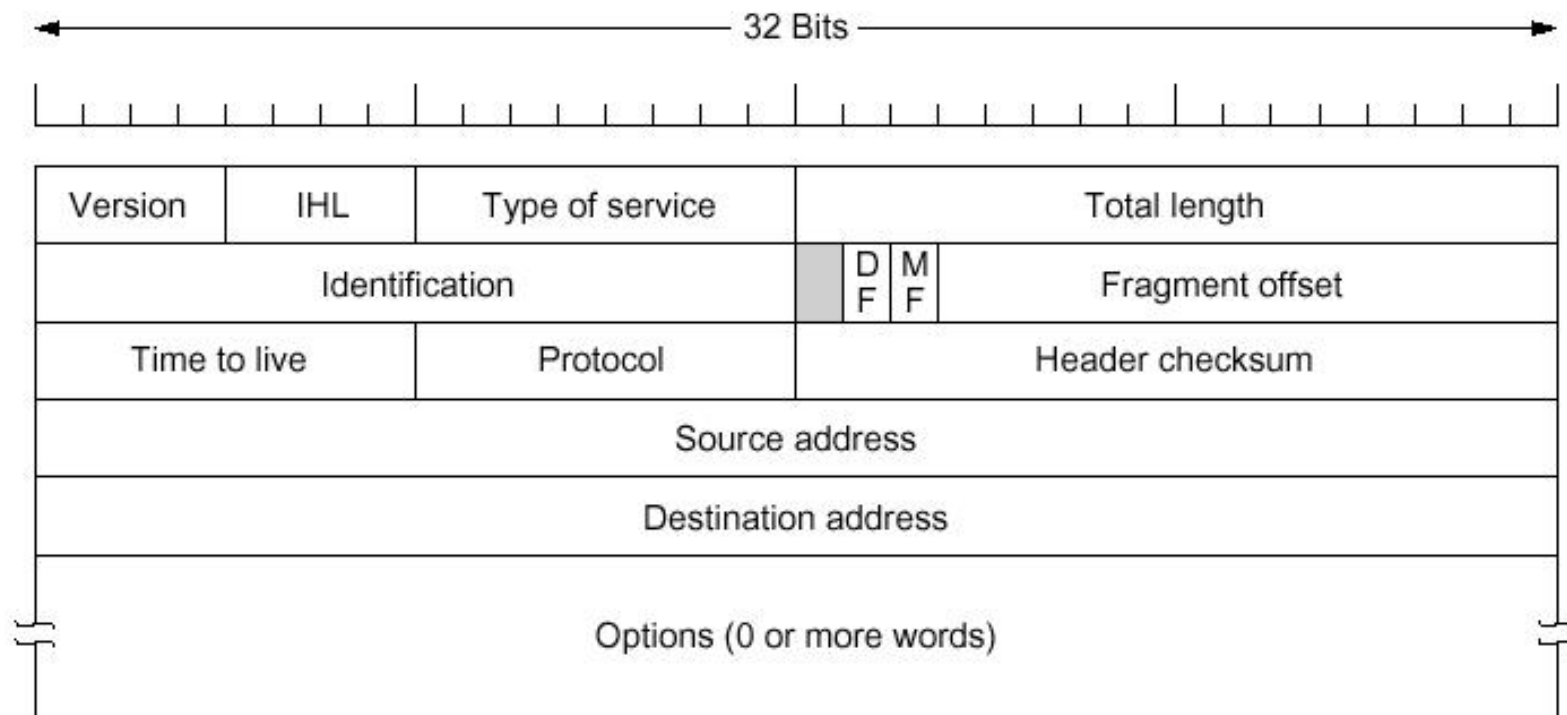 32 Bits
Version IHL Type of service Total length
Identification D F M F Fragment offset
Time to live Protocol Header checksum
Source address
Destination address
Options (0 or more words)